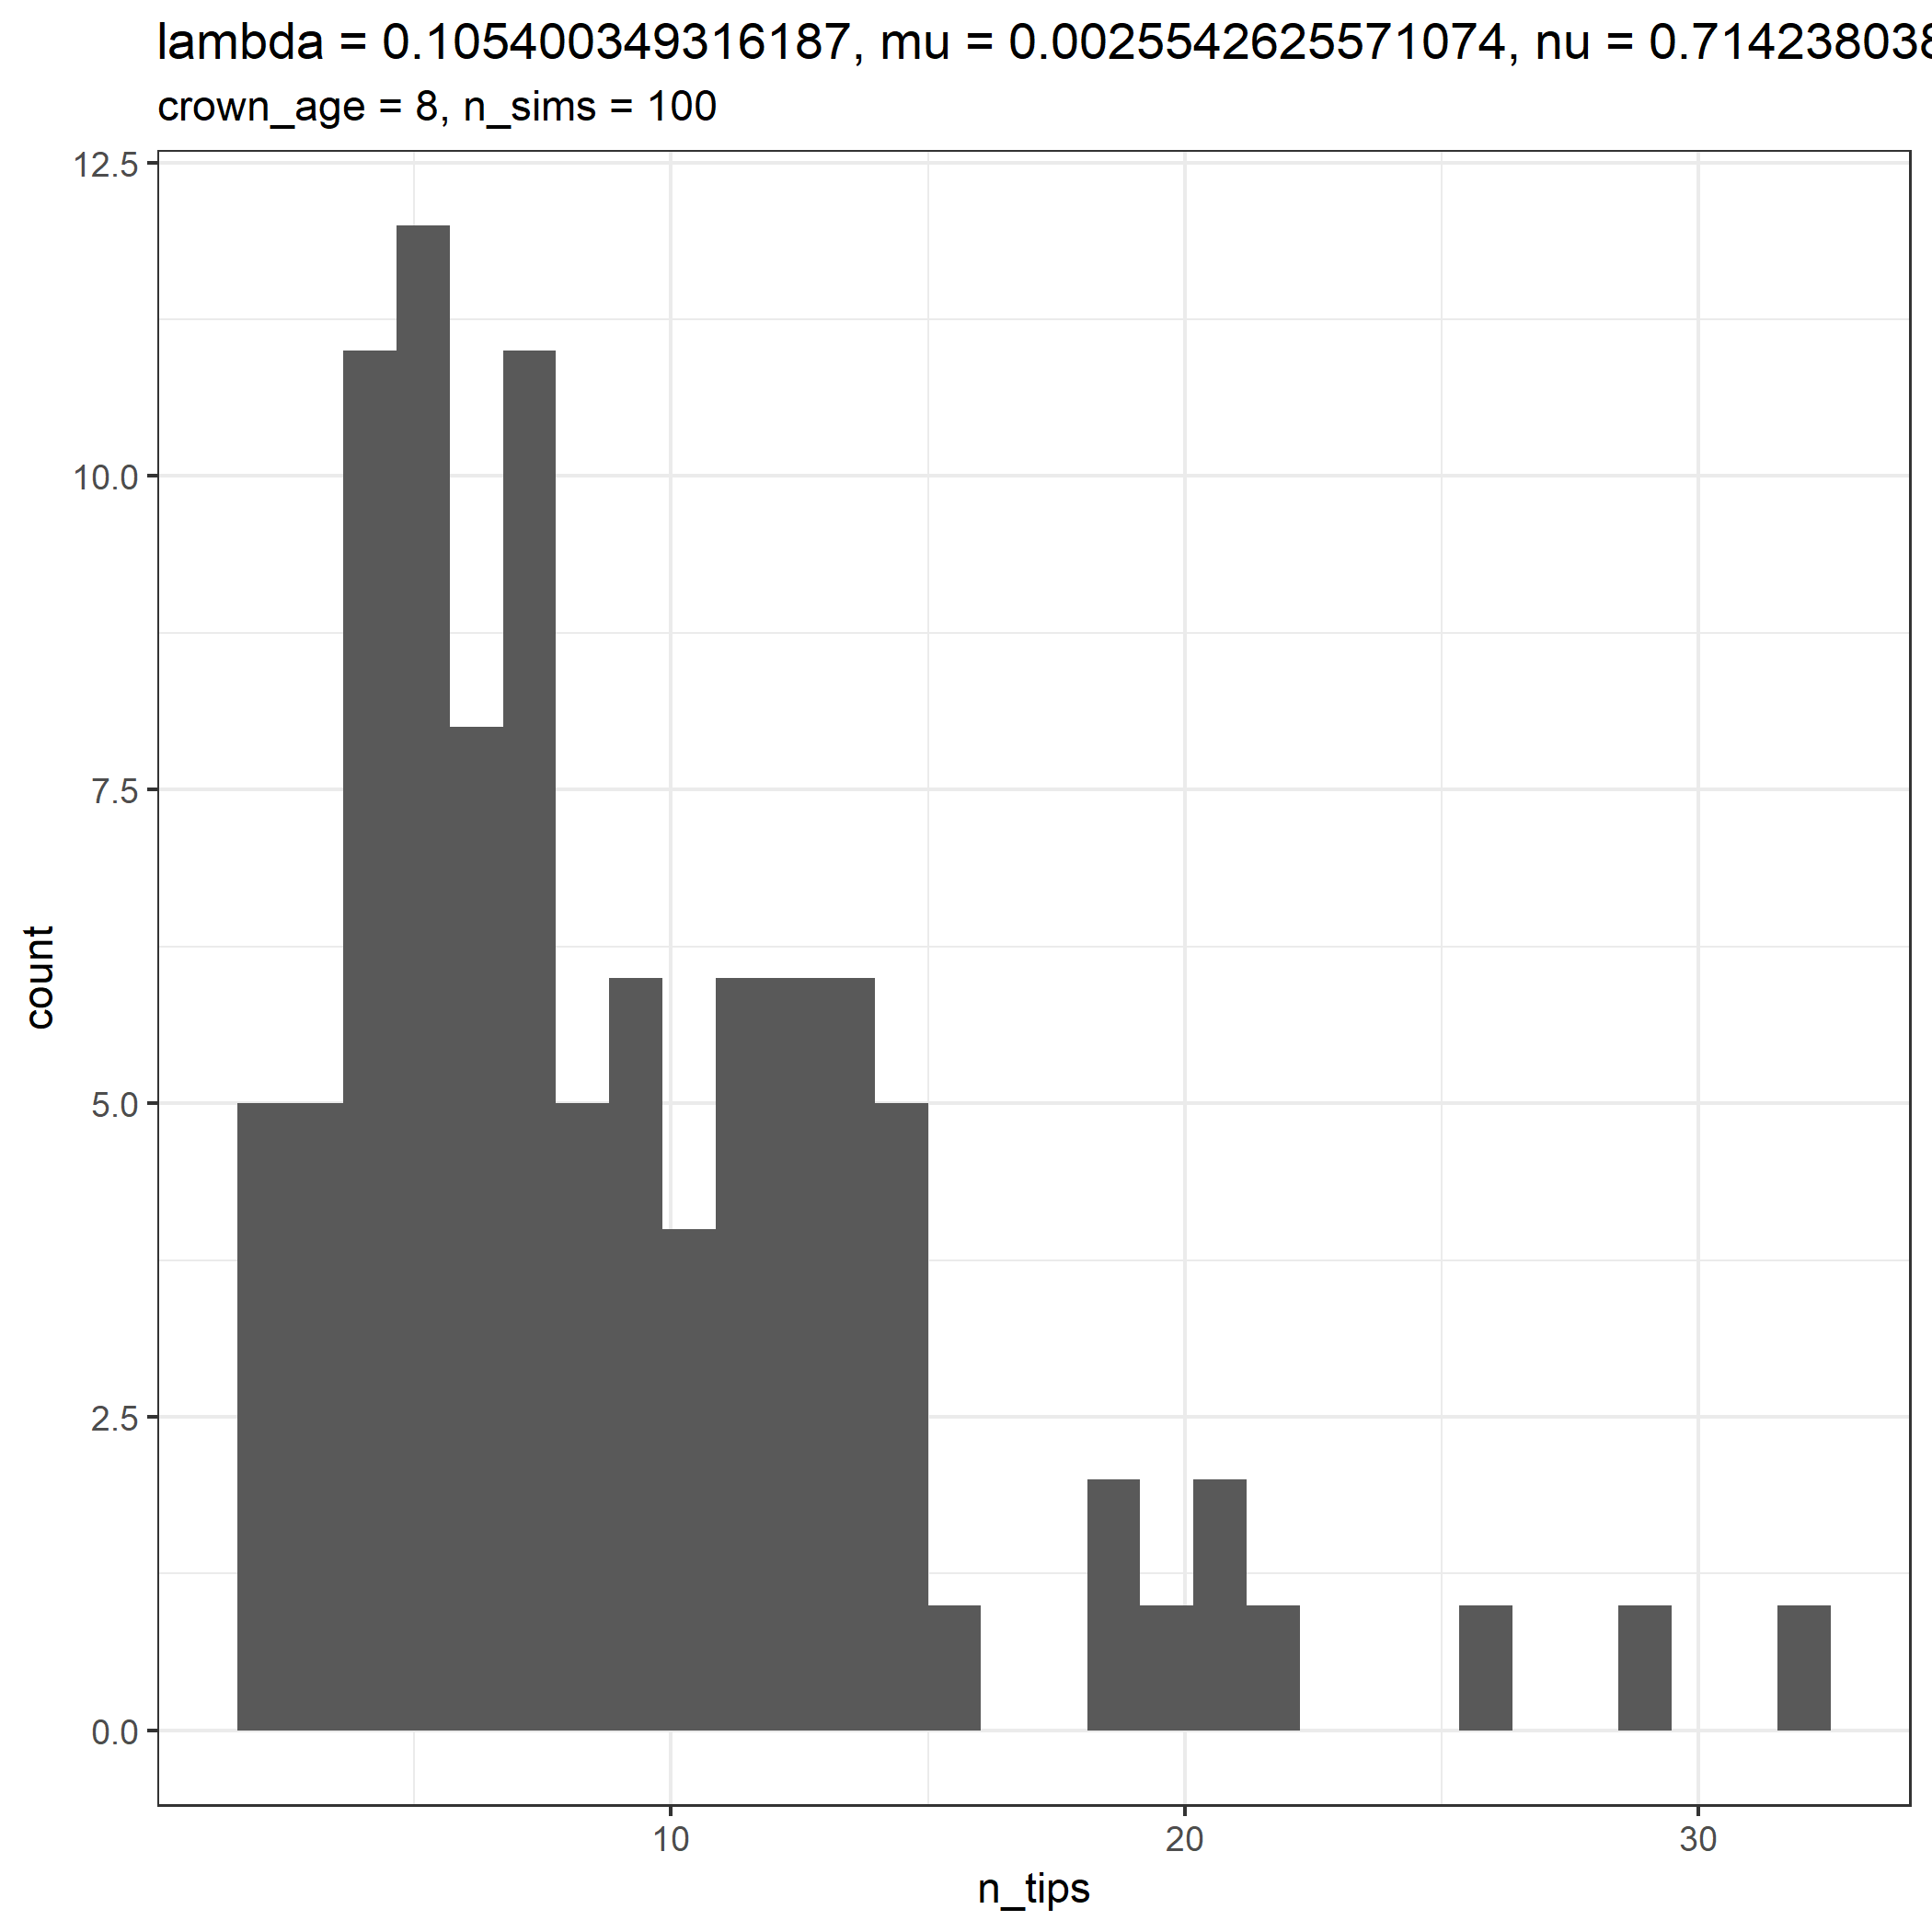 lambda = 0.105400349316187, mu = 0.0025542625571074, nu = 0.714238038
crown_age = 8, n_sims = 100
12.5
10.0
7.5
5.0
2.5
0.0
count
10 20 30
n_tips